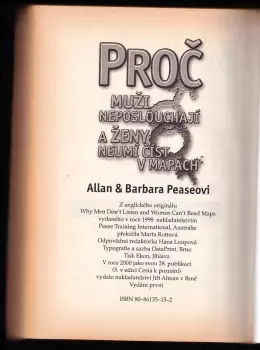 PROČ
MUŽI
NEPOSLOUCHAJÍ
A ŽENY
NEUMÍ ČÍST
V MAPÁCH
Allan & Barbara Peaseovi
Z anglického originálu
Why Men Don't Listen and Women Can't Read Maps
vydaného v roce 1998 nakladatelstvím
Pease Training International, Austrálie
přeložila Marta Rottová
Odpovědná redaktorka Hana Loupová
Typografie a sazba DataPrint, Brno
Tisk Ekon, Jihlava
V roce 2000 jako svou 28. publikaci
(5. v edici Cesta k poznání)
vydalo nakladatelství Jiří Alman v Brně
Vydání první
ISBN 80-86135-15-2